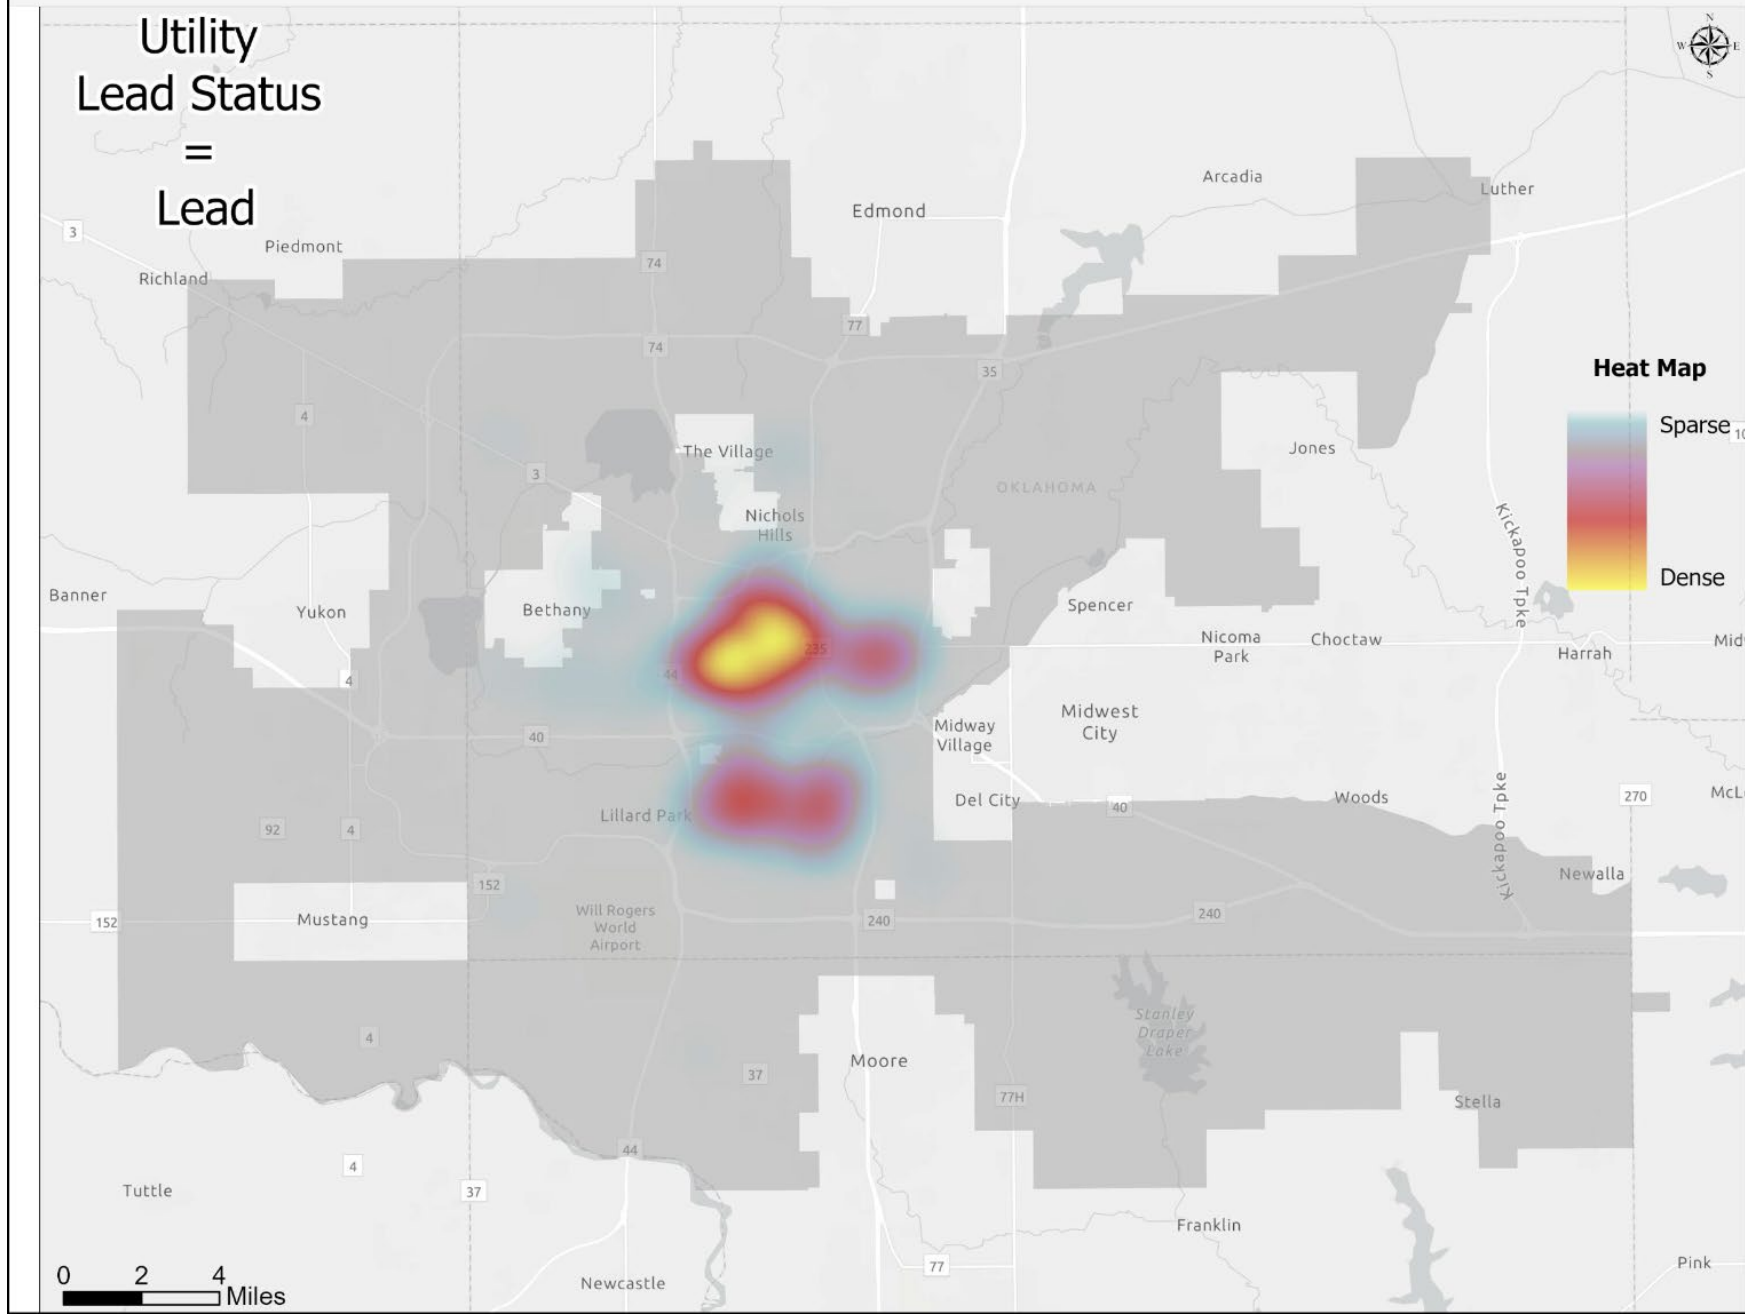 Utility
Lead Status
=
Lead
N
W
E
S
Arcadia
Luther
Edmond
3
Piedmont
74
Richland
77
74
35
Heat Map
4
Sparse
10
The Village
Jones
3
OKLAHOMA
Nichols
Hills
Kickapoo Tpke
Dense
Banner
Yukon
Bethany
Spencer
Nicoma
Park
Choctaw
Harrah
Mid
235
44
4
Midwest
City
Midway
Village
40
Lillard Park
Del City
40
Woods
270
McL
92
4
Kickapoo Tpke
152
Newalla
Will Rogers
World
Airport
152
Mustang
240
240
Stanley
Draper
Lake
4
Moore
37
77H
Stella
44
4
Tuttle
37
Franklin
77
Pink
Newcastle
0 2 4
Miles